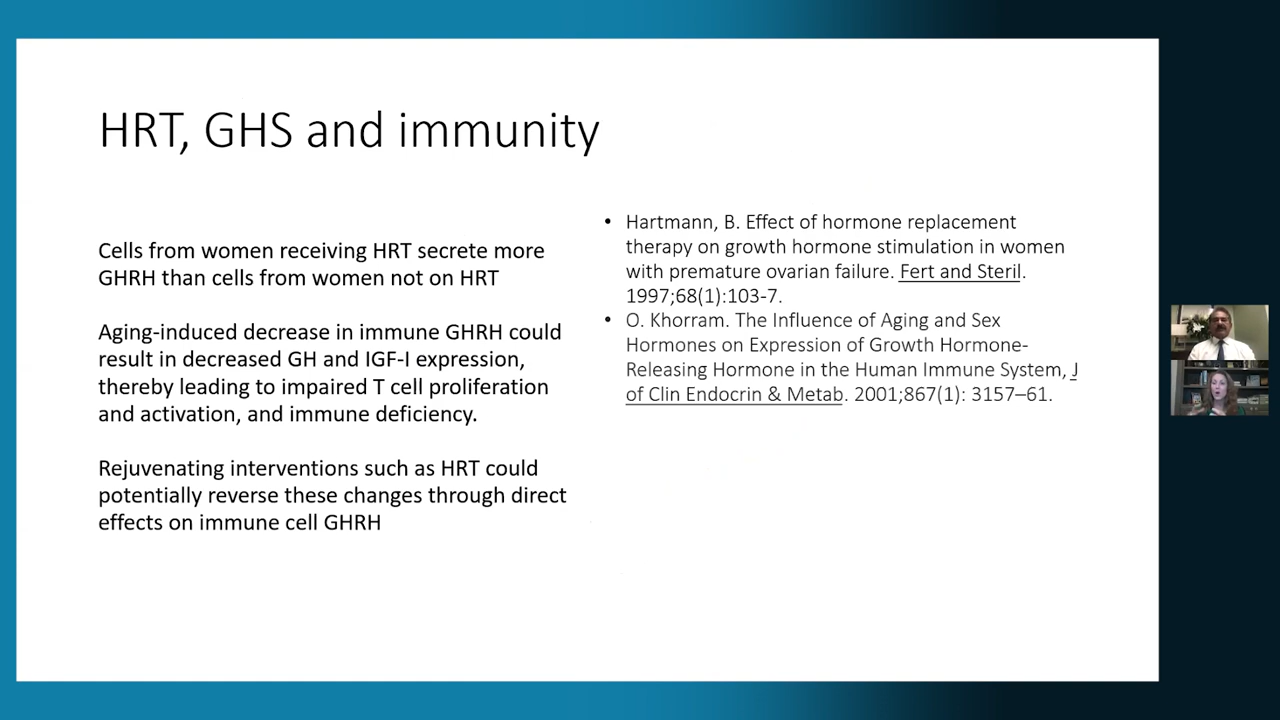 HRT, GHS and immunity
Cells from women receiving HRT secrete more
GHRH than cells from women not on HRT
Aging-induced decrease in immune GHRH could
result in decreased GH and IGF-I expression,
thereby leading to impaired T cell proliferation
and activation, and immune deficiency.
Rejuvenating interventions such as HRT could
potentially reverse these changes through direct
effects on immune cell GHRH
• Hartmann, B. Effect of hormone replacement
therapy on growth hormone stimulation in women
with premature ovarian failure. Fert and Steril.
1997;68(1):103-7.
• O. Khorram. The Influence of Aging and Sex
Hormones on Expression of Growth Hormone-
Releasing Hormone in the Human Immune System, J
of Clin Endocrin & Metab. 2001;867(1): 3157–61.